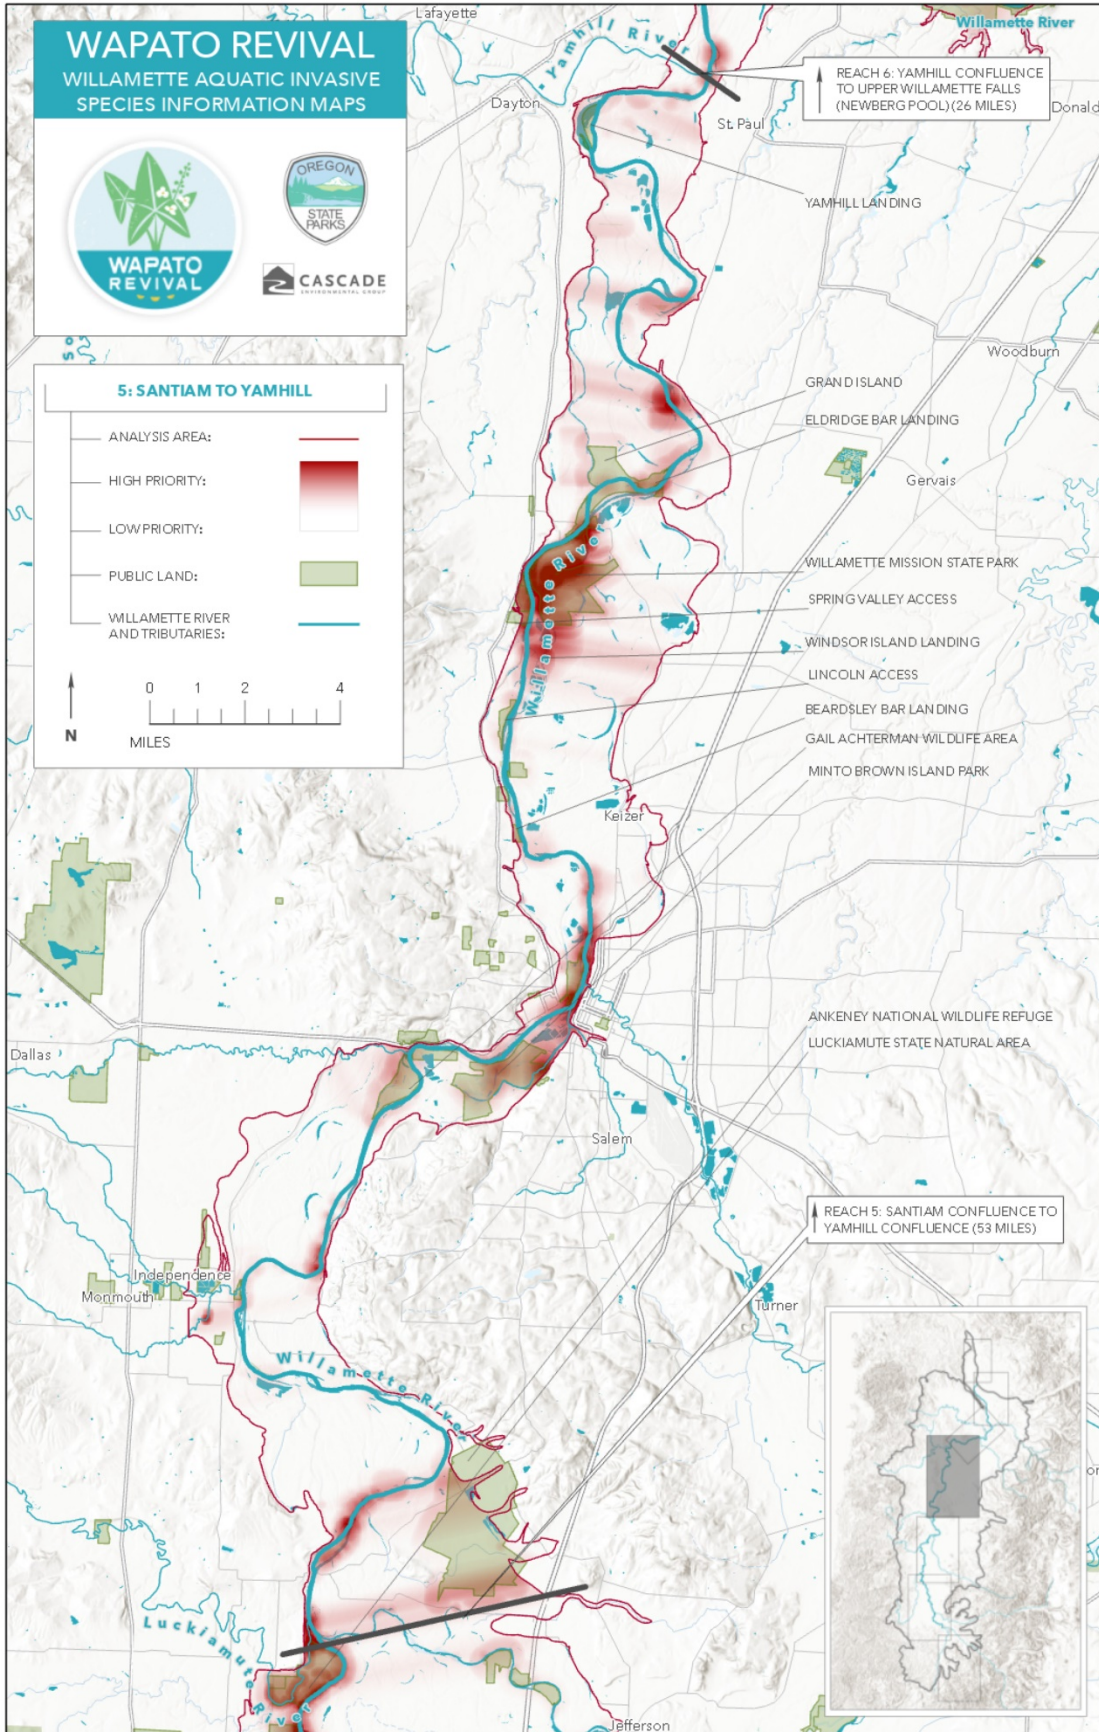 WAPATO REVIVAL
WILLAMETTE AQUATIC INVASIVE
SPECIES INFORMATION MAPS
WAPATO
REVIVAL
OREGON
STATE
PARKS
CASCADE
ENVIRONMENTAL GROUP
5: SANTIAM TO YAMHILL
ANALYSIS AREA:
HIGH PRIORITY:
LOW PRIORITY:
PUBLIC LAND:
WILLAMETTE RIVER
AND TRIBUTARIES:
0 1 2 4
N
MILES
Lafayette
Yamhill River
Willamette River
Dayton
St. Paul
REACH 6: YAMHILL CONFLUENCE
TO UPPER WILLAMETTE FALLS
(NEWBERG POOL) (26 MILES)
Donald
YAMHILL LANDING
So
Woodburn
GRAND ISLAND
ELDRIDGE BAR LANDING
Gervais
Willamette River
WILLAMETTE MISSION STATE PARK
SPRING VALLEY ACCESS
WINDSOR ISLAND LANDING
LINCOLN ACCESS
BEARDSLEY BAR LANDING
GAIL ACHTERMAN WILDLIFE AREA
MINTO BROWN ISLAND PARK
Keizer
ANKENEY NATIONAL WILDLIFE REFUGE
LUCKIAMUTE STATE NATURAL AREA
Dallas
Salem
REACH 5: SANTIAM CONFLUENCE TO
YAMHILL CONFLUENCE (53 MILES)
Independence
Monmouth
Turner
Willamette River
or
Luckiamute River
Jefferson